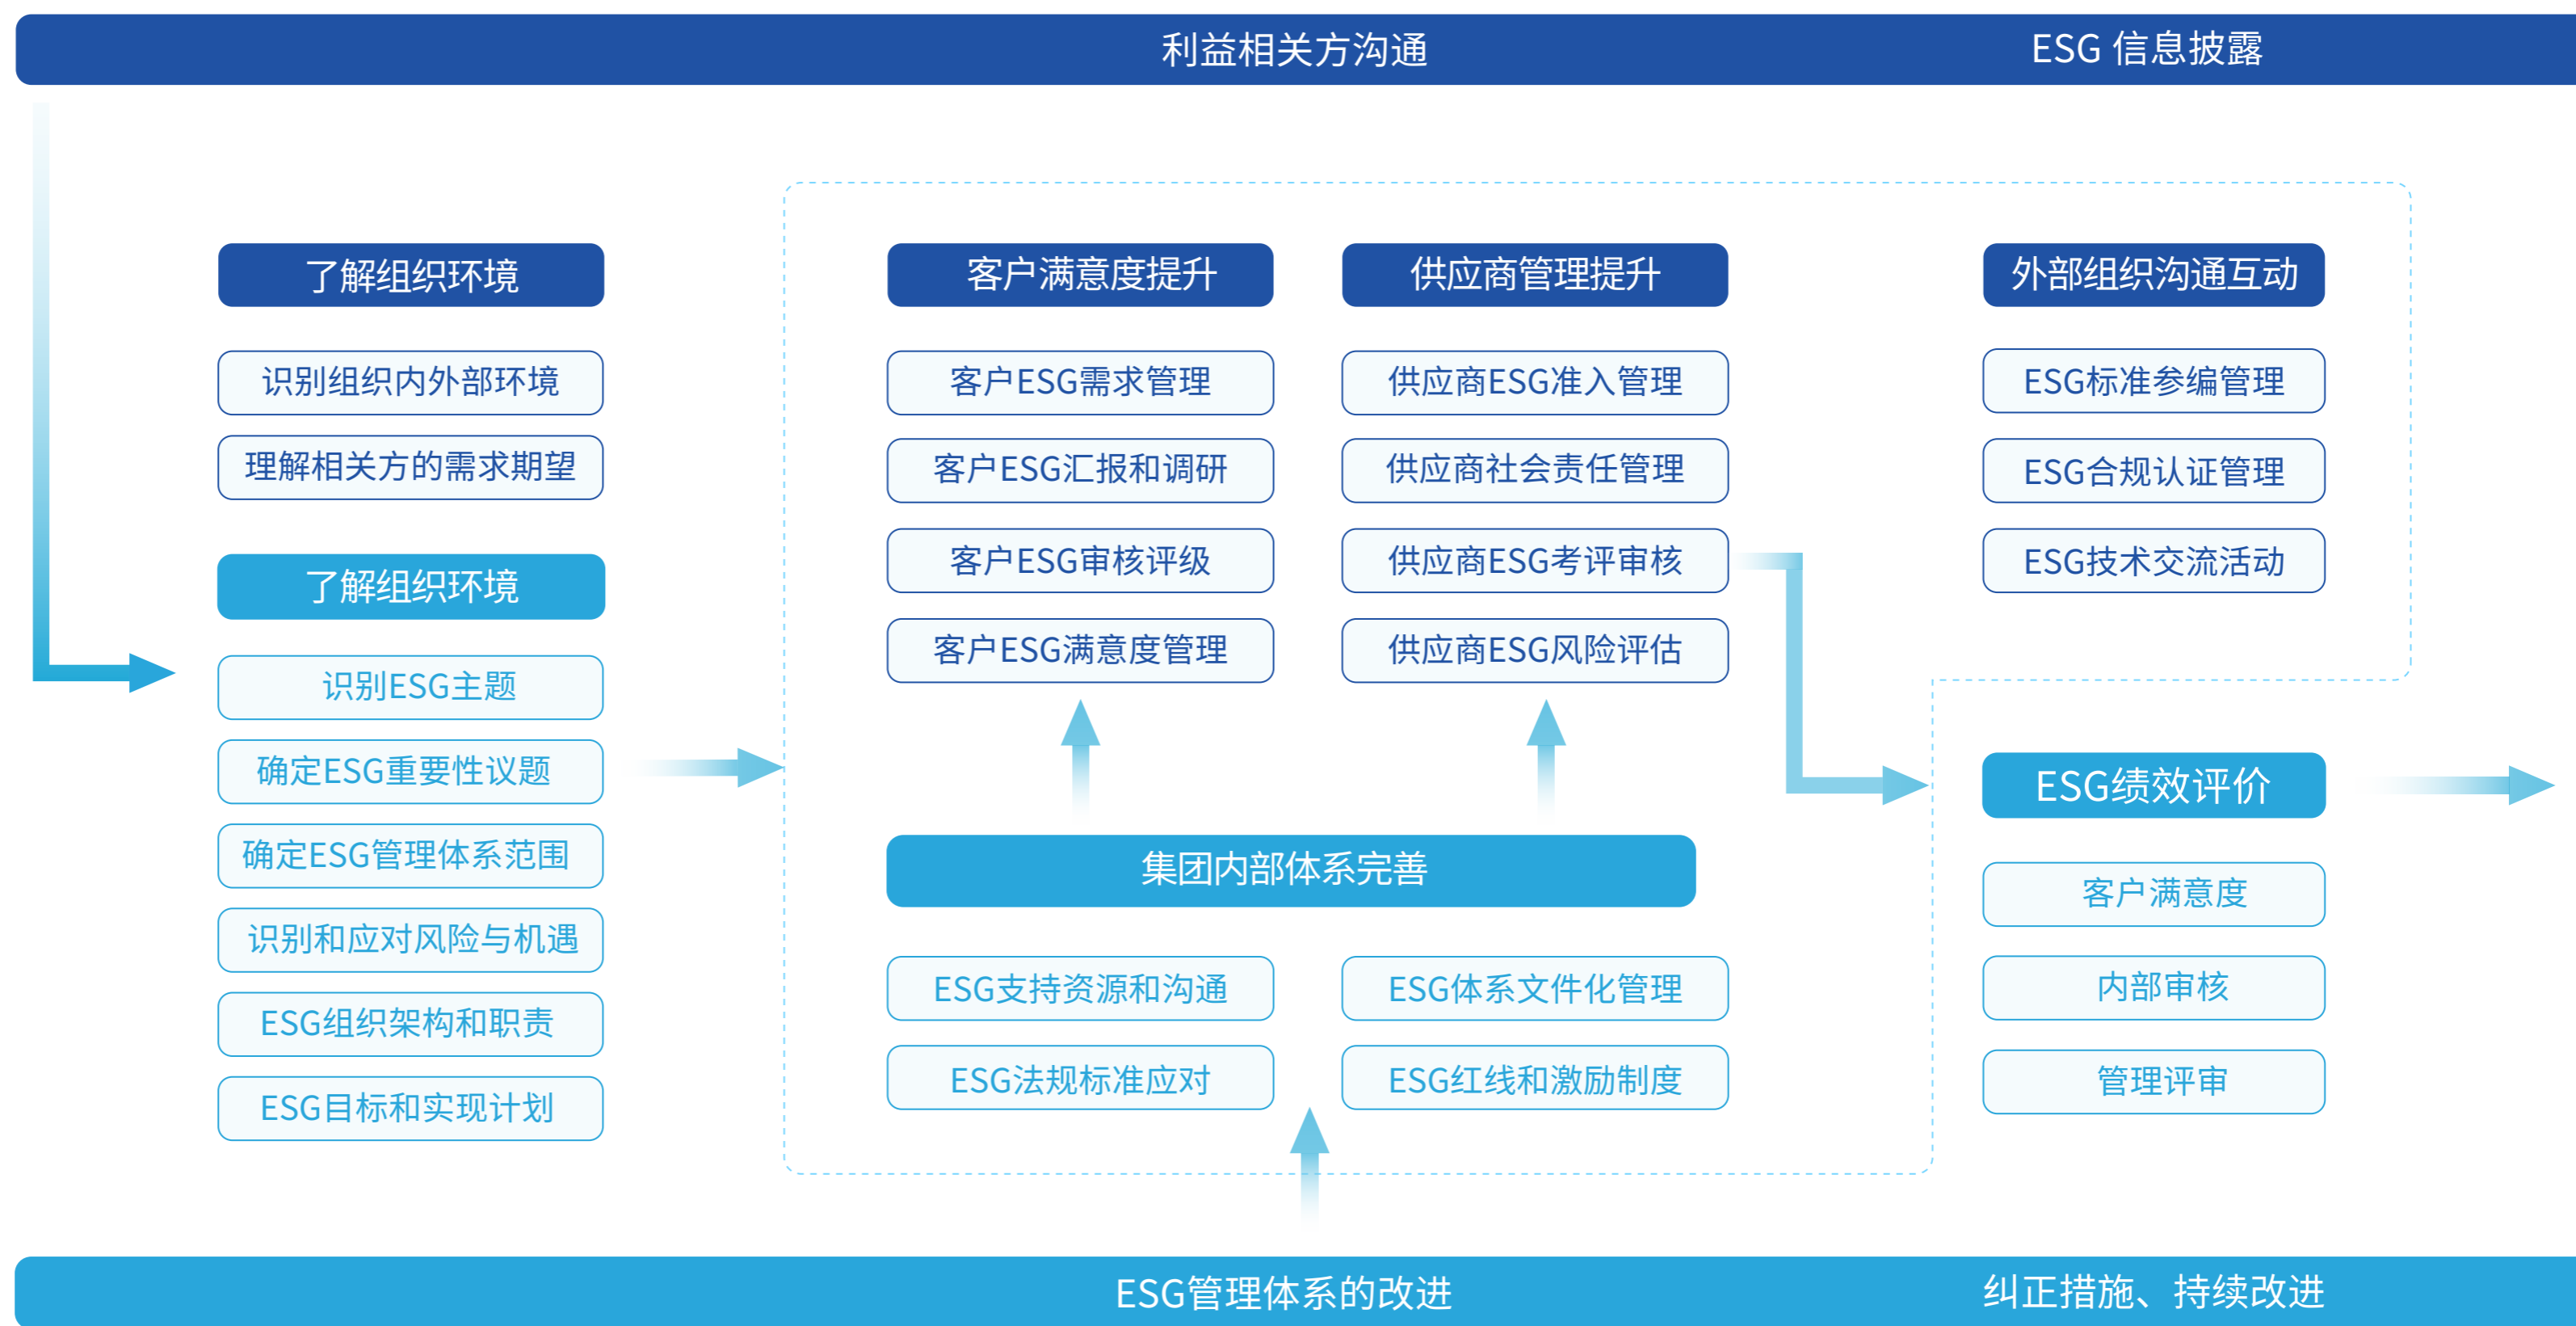 利益相关方沟通
ESG 信息披露
了解组织环境
识别组织内外部环境
理解相关方的需求期望
了解组织环境
识别ESG主题
确定ESG重要性议题
确定ESG管理体系范围
识别和应对风险与机遇
ESG组织架构和职责
ESG目标和实现计划
客户满意度提升
客户ESG需求管理
客户ESG汇报和调研
客户ESG审核评级
客户ESG满意度管理
供应商管理提升
供应商ESG准入管理
供应商社会责任管理
供应商ESG考评审核
供应商ESG风险评估
集团内部体系完善
ESG支持资源和沟通
ESG体系文件化管理
ESG法规标准应对
ESG红线和激励制度
外部组织沟通互动
ESG标准参编管理
ESG合规认证管理
ESG技术交流活动
ESG绩效评价
客户满意度
内部审核
管理评审
ESG管理体系的改进
纠正措施、持续改进